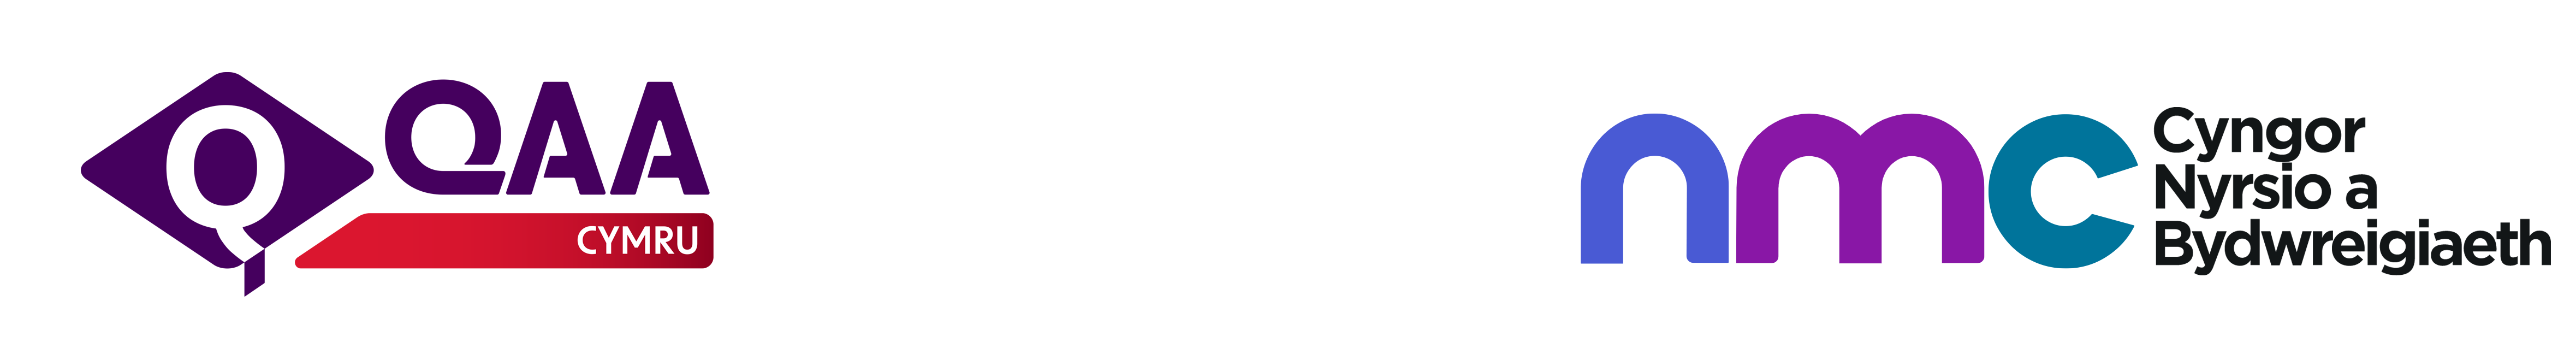 Q QAA
CYMRU
nmc
Cyngor
Nyrsio a
Bydwreigiaeth